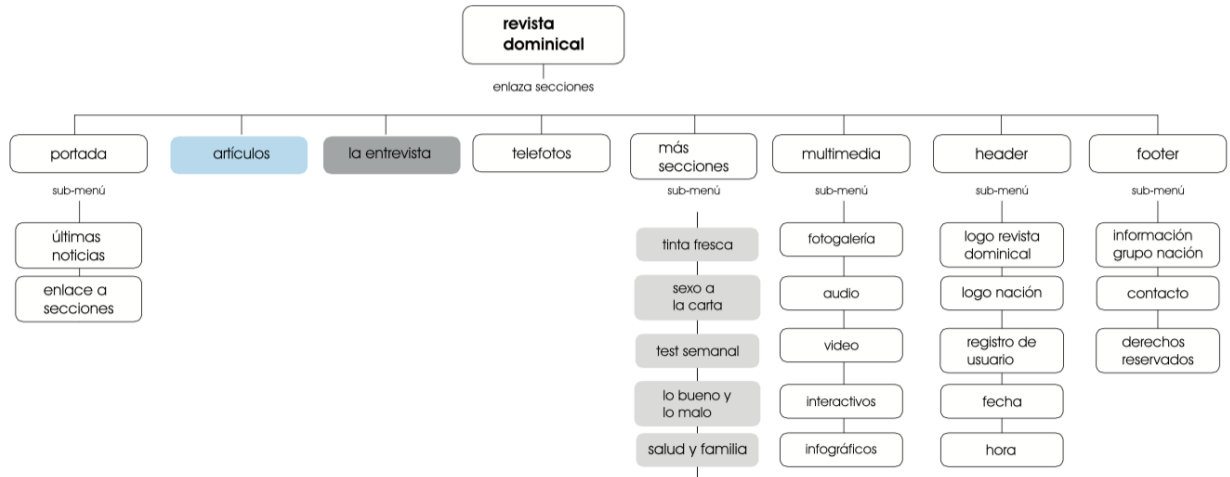 revista
dominical
enlaza secciones
portada
artículos
la entrevista
telefotos
más
secciones
multimedia
header
footer
sub-menú
sub-menú
sub-menú
sub-menú
sub-menú
últimas
noticias
enlace a
secciones
tinta fresca
sexo a
la carta
test semanal
lo bueno y
lo malo
salud y familia
fotogalería
audio
video
interactivos
infográficos
logo revista
dominical
logo nación
registro de
usuario
fecha
hora
información
grupo nación
contacto
derechos
reservados